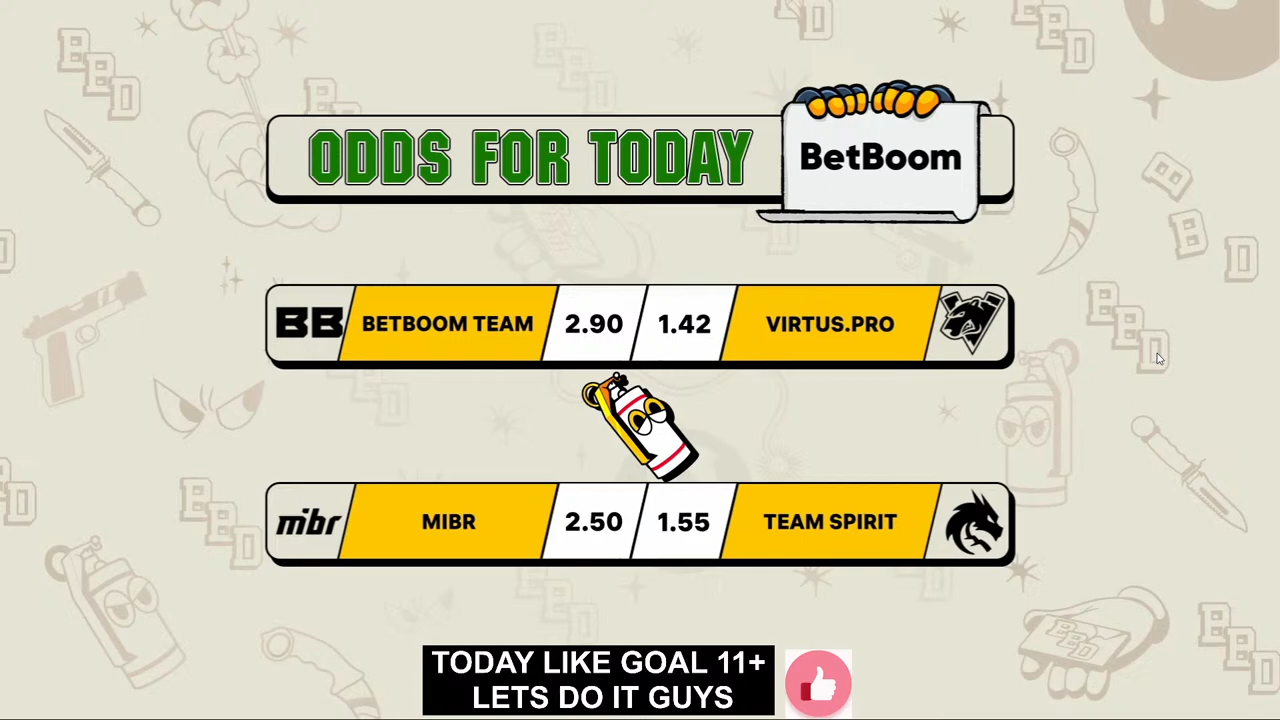 ODDS FOR TODAY
BetBoom
BB BETBOOM TEAM 2.90 1.42 VIRTUS.PRO
mibr MIBR 2.50 1.55 TEAM SPIRIT
TODAY LIKE GOAL 11+
LETS DO IT GUYS